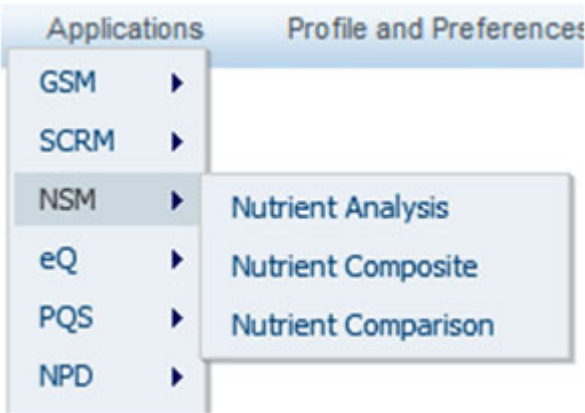 Applications Profile and Preferences
GSM
SCRM
NSM
Nutrient Analysis
eQ
Nutrient Composite
PQS
Nutrient Comparison
NPD